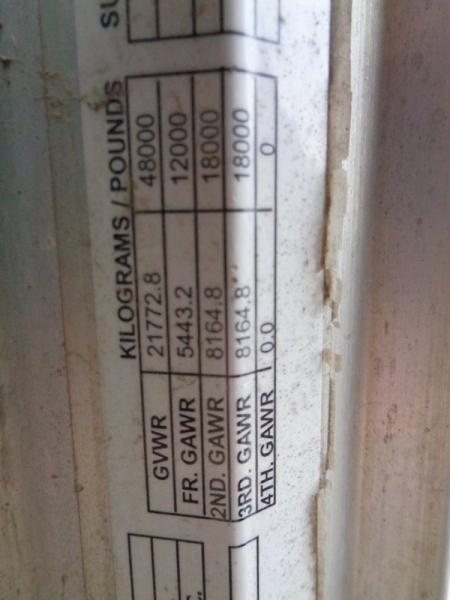 SU
KILOGRAMS / POUNDS
GVWR 21772.8 48000
FR. GAWR 5443.2 12000
2ND. GAWR 8164.8 18000
3RD. GAWR 8164.8 18000
4TH. GAWR 0.0 0